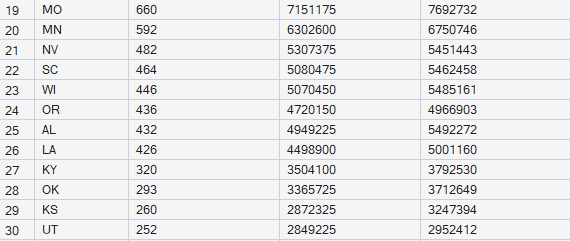 19 MO 660 7151175 7692732
20 MN 592 6302600 6750746
21 NV 482 5307375 5451443
22 SC 464 5080475 5462458
23 WI 446 5070450 5485161
24 OR 436 4720150 4966903
25 AL 432 4949225 5492272
26 LA 426 4498900 5001160
27 KY 320 3504100 3792530
28 OK 293 3365725 3712649
29 KS 260 2872325 3247394
30 UT 252 2849225 2952412